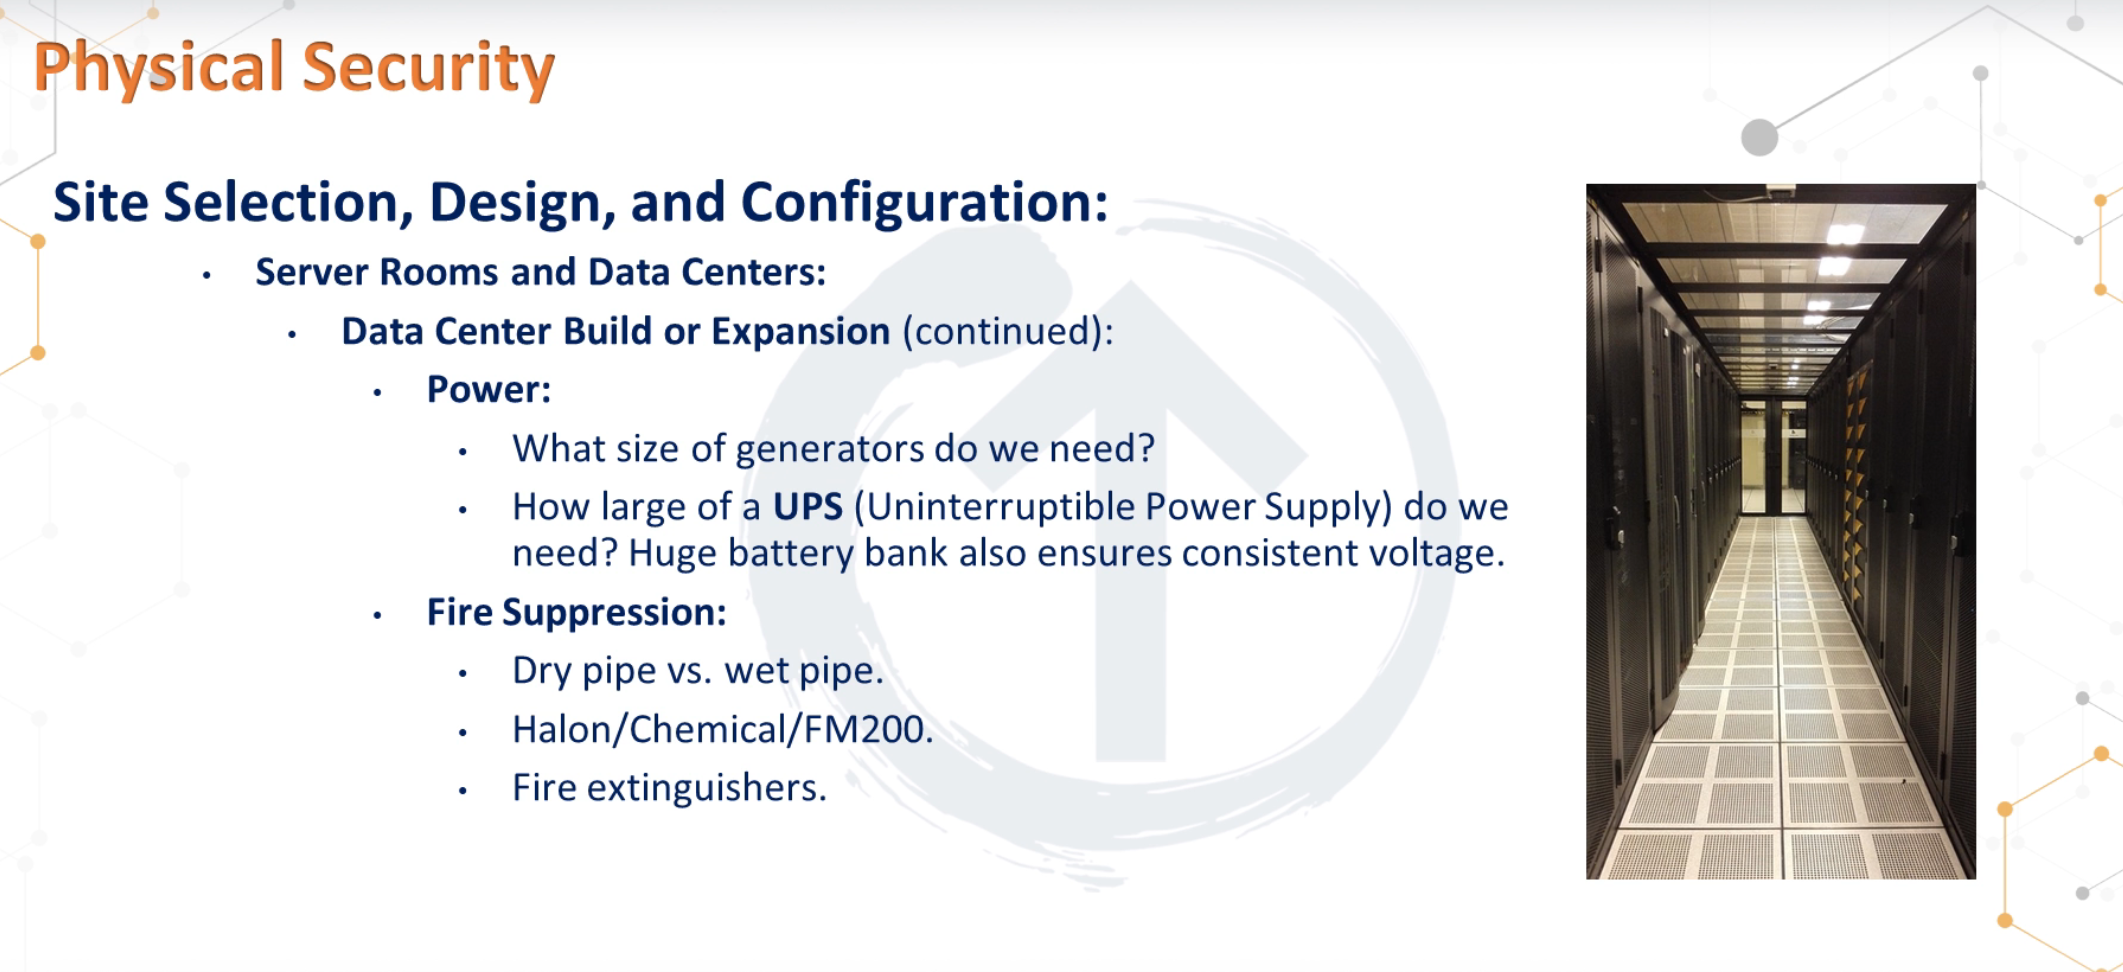 Physical Security
Site Selection, Design, and Configuration:
• Server Rooms and Data Centers:
• Data Center Build or Expansion (continued):
• Power:
• What size of generators do we need?
• How large of a UPS (Uninterruptible Power Supply) do we
need? Huge battery bank also ensures consistent voltage.
• Fire Suppression:
• Dry pipe vs. wet pipe.
• Halon/Chemical/FM200.
• Fire extinguishers.